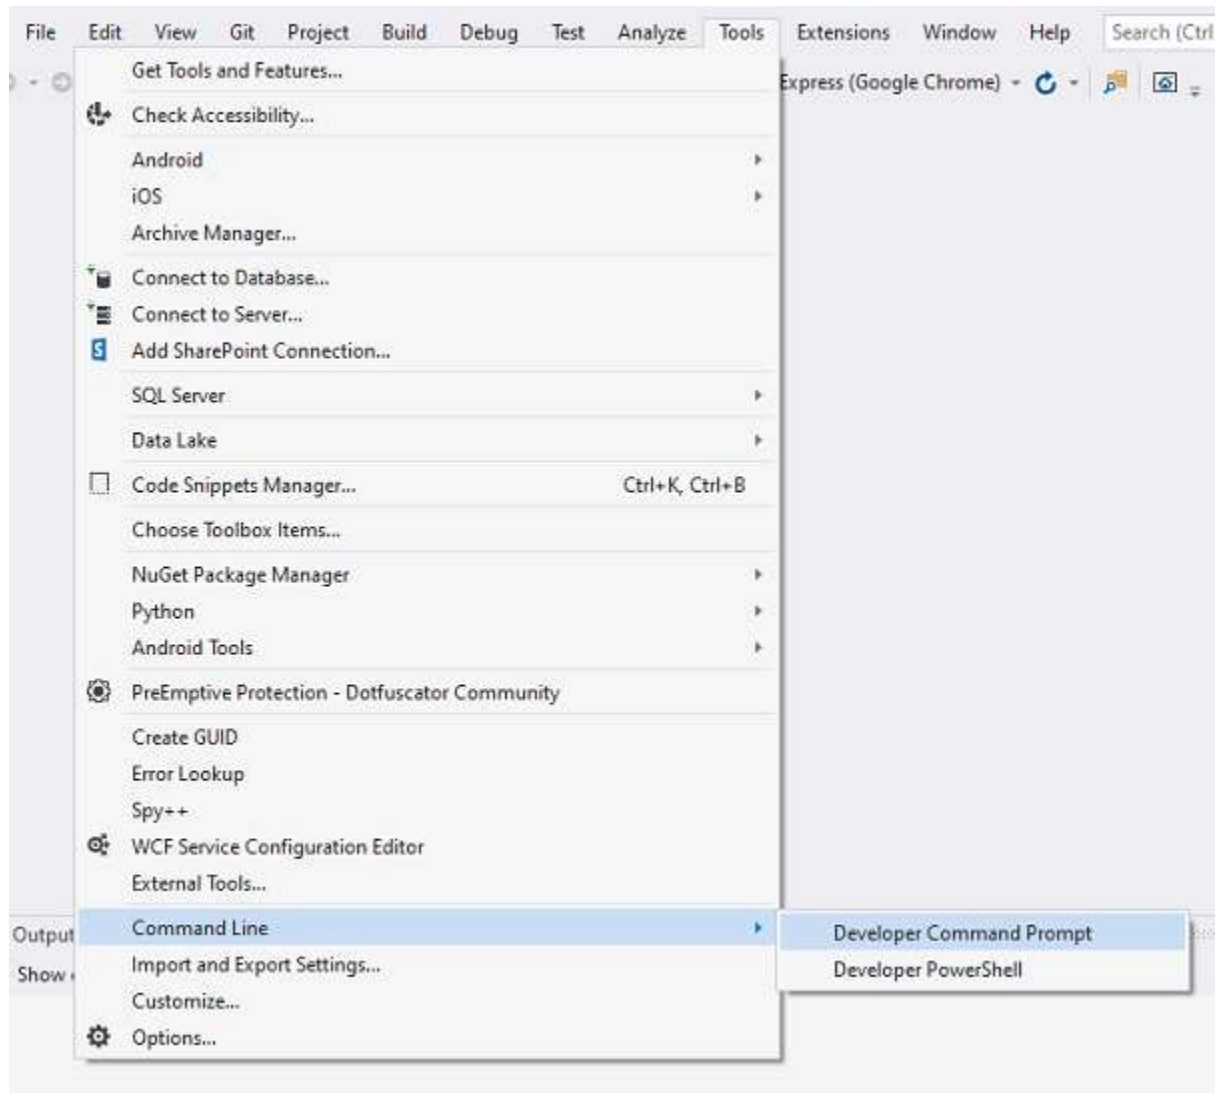 File Edit View Git Project Build Debug Test Analyze Tools Extensions Window Help Search (Ctrl
Get Tools and Features...
Express (Google Chrome)
Check Accessibility...
Android
iOS
Archive Manager...
Connect to Database...
Connect to Server...
Add SharePoint Connection...
SQL Server
Data Lake
Code Snippets Manager... Ctrl+K, Ctrl+B
Choose Toolbox Items...
NuGet Package Manager
Python
Android Tools
PreEmptive Protection - Dotfuscator Community
Create GUID
Error Lookup
Spy++
WCF Service Configuration Editor
External Tools...
Output
Command Line
Developer Command Prompt
Show
Import and Export Settings...
Developer PowerShell
Customize...
Options...